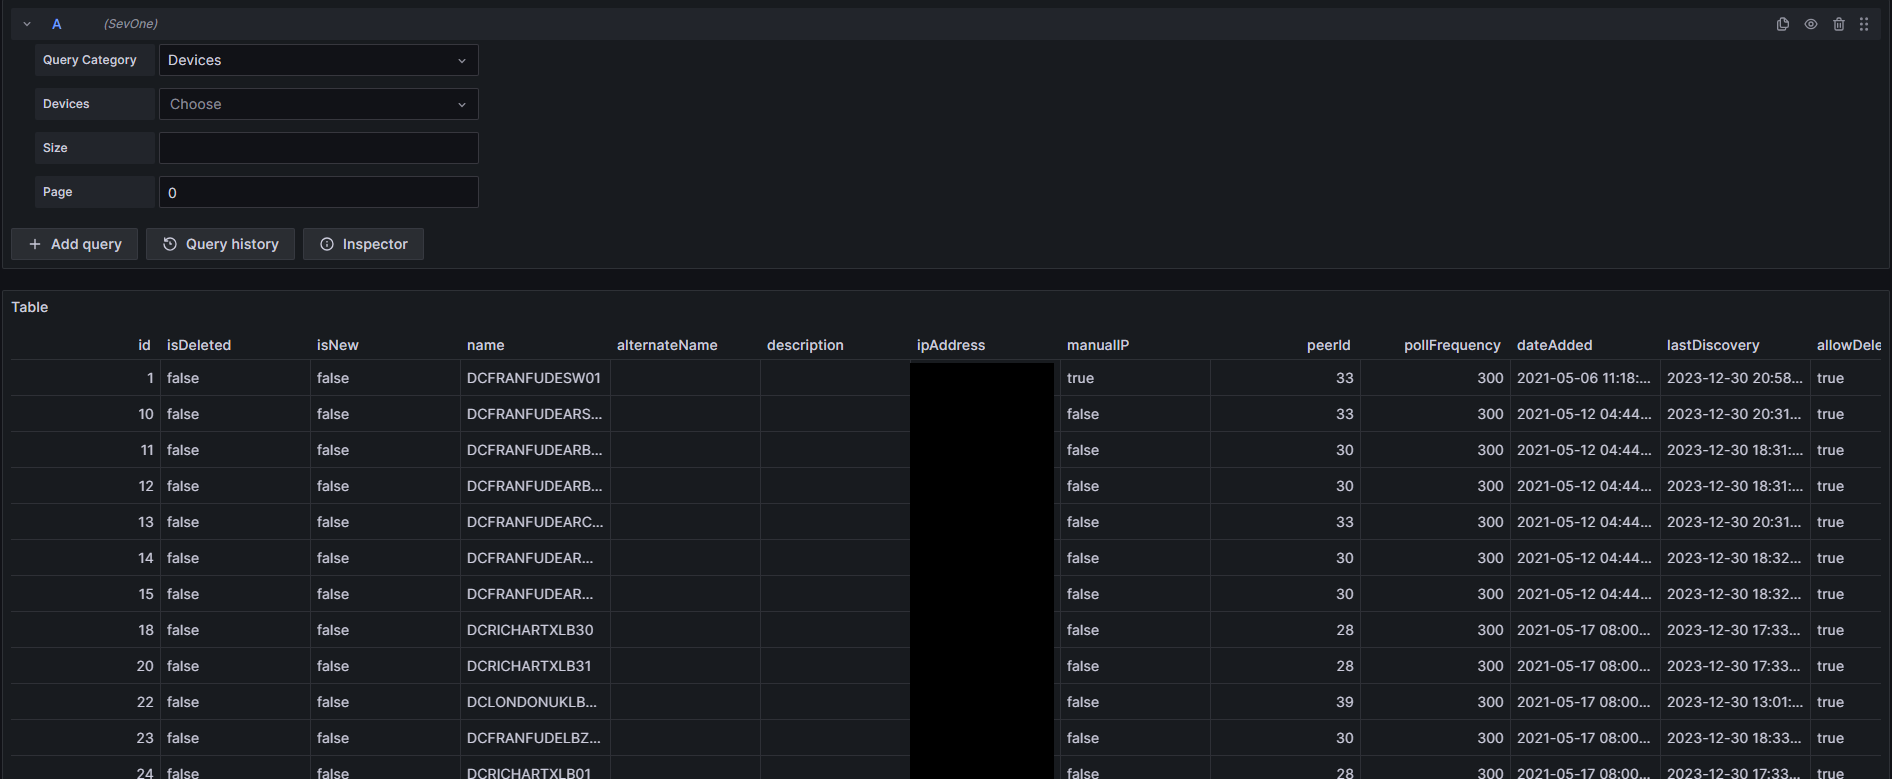 A (SevOne)
Query Category Devices
Devices Choose
Size
Page 0
Add query Query history Inspector
Table
id isDeleted isNew name alternateName description ipAddress manualIP peerId pollFrequency dateAdded lastDiscovery allowDele
1 false false DCFRANFUDESW01 true 33 300 2021-05-06 11:18:... 2023-12-30 20:58... true
10 false false DCFRANFUDEARS... false 33 300 2021-05-12 04:44... 2023-12-30 20:31... true
11 false false DCFRANFUDEARB... false 30 300 2021-05-12 04:44... 2023-12-30 18:31:... true
12 false false DCFRANFUDEARB... false 30 300 2021-05-12 04:44... 2023-12-30 18:31:... true
13 false false DCFRANFUDEARC... false 33 300 2021-05-12 04:44... 2023-12-30 20:31... true
14 false false DCFRANFUDEAR... false 30 300 2021-05-12 04:44... 2023-12-30 18:32... true
15 false false DCFRANFUDEAR... false 30 300 2021-05-12 04:44... 2023-12-30 18:32... true
18 false false DCRICHARTXLB30 false 28 300 2021-05-17 08:00... 2023-12-30 17:33... true
20 false false DCRICHARTXLB31 false 28 300 2021-05-17 08:00... 2023-12-30 17:33... true
22 false false DCLONDONUKLB... false 39 300 2021-05-17 08:00... 2023-12-30 13:01:... true
23 false false DCFRANFUDELBZ... false 30 300 2021-05-17 08:00... 2023-12-30 18:33... true
24 false false DCRICHARTXLB01 false 28 300 2021-05-17 08:00... 2023-12-30 17:33... true